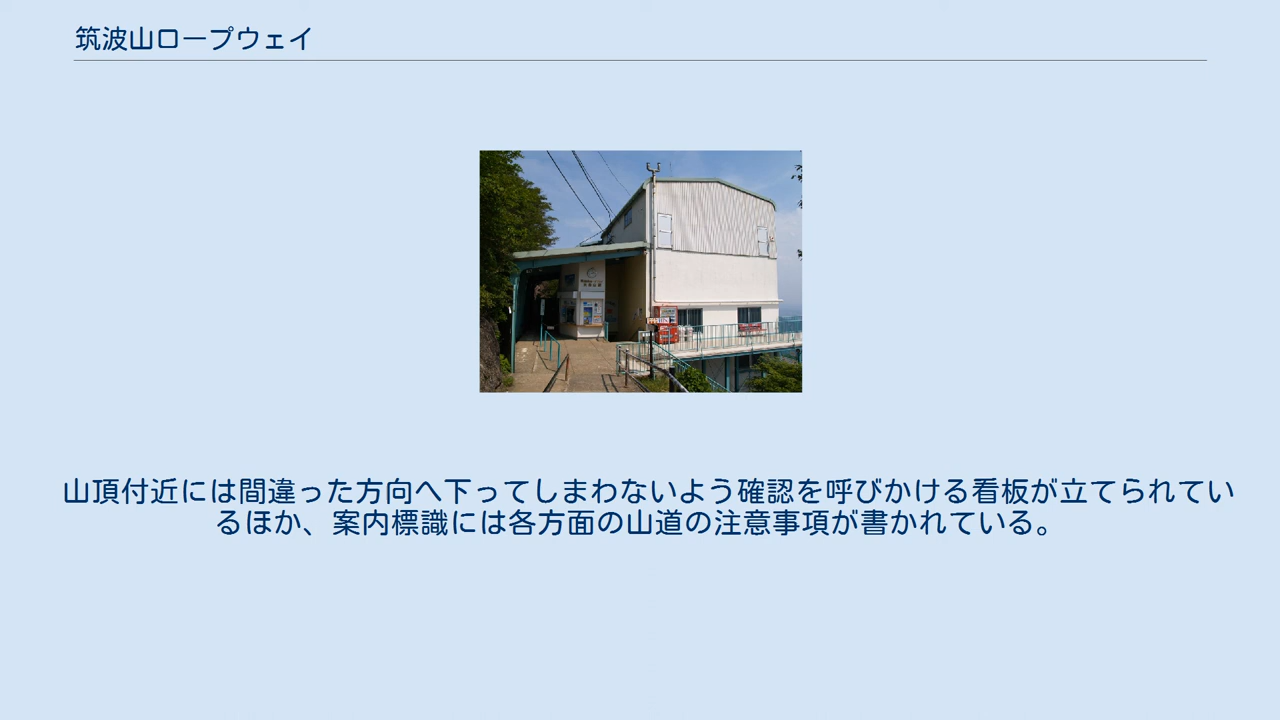 筑波山ロープウェイ
山頂付近には間違った方向へ下ってしまわないよう確認を呼びかける看板が立てられてい
るほか、案内標識には各方面の山道の注意事項が書かれている。